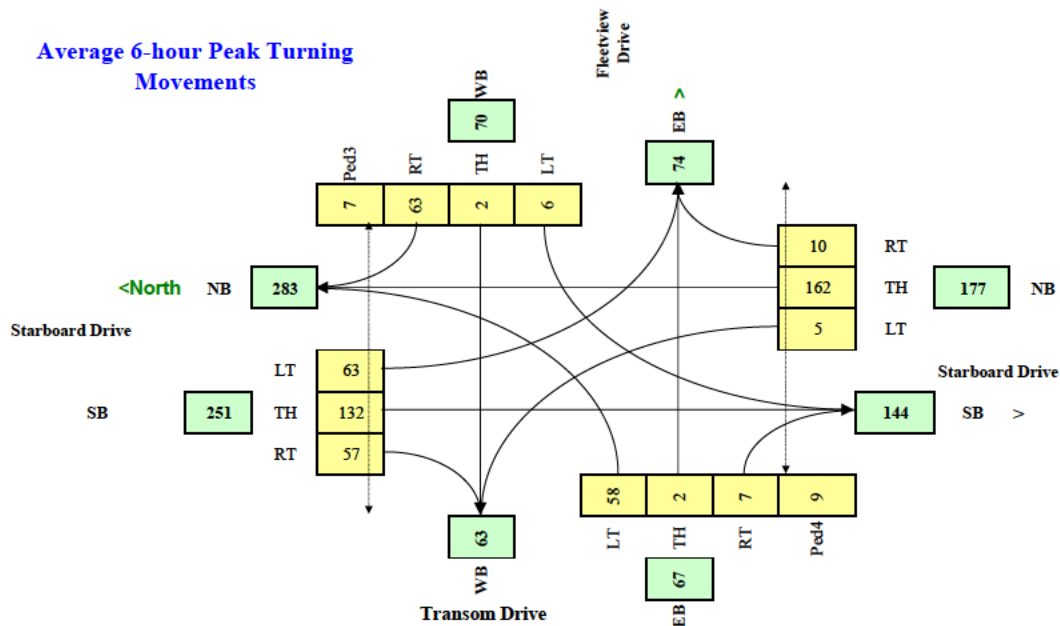 Average 6-hour Peak Turning
Movements
Fleetview
Drive
WB
70
EB >
74
Ped3
RT
TH
LT
7
63
2
6
10
RT
<North
NB
283
162
TH
177
NB
5
LT
Starboard Drive
LT
63
Starboard Drive
SB
251
TH
132
144
SB
>
RT
57
58
2
7
9
63
LT
TH
RT
Ped4
WB
67
EB
Transom Drive